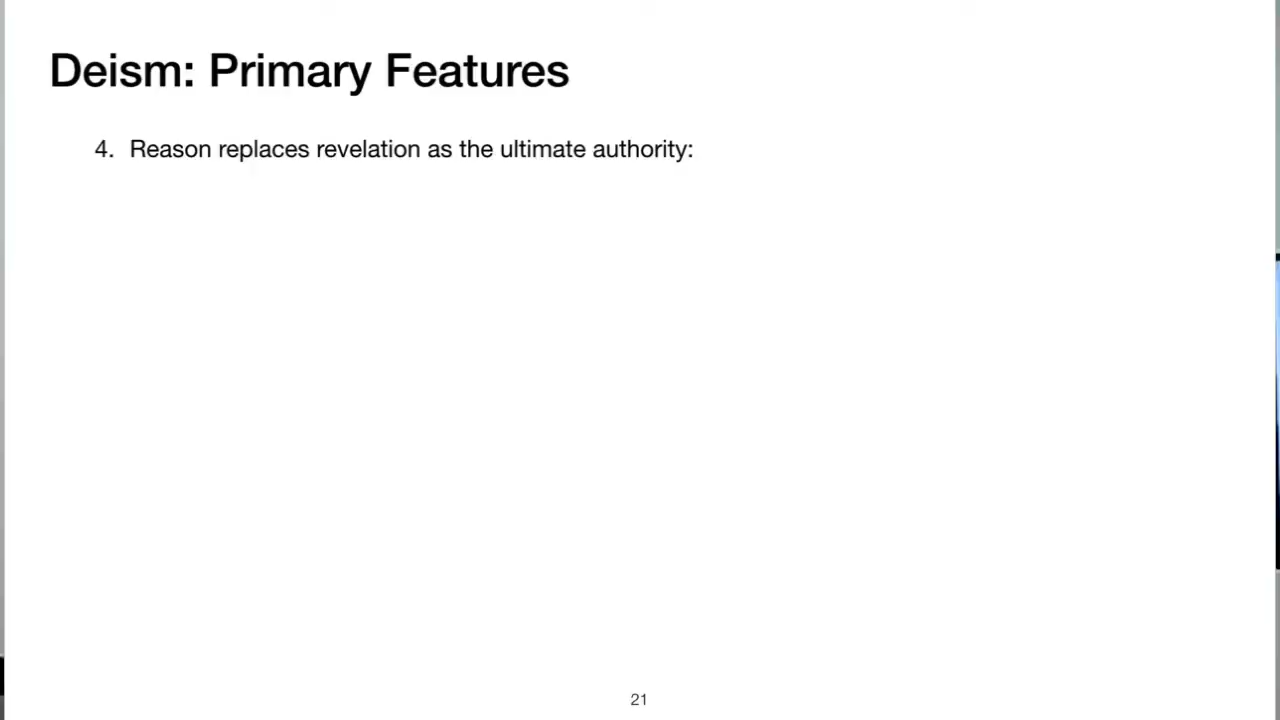 Deism: Primary Features
4. Reason replaces revelation as the ultimate authority:
21